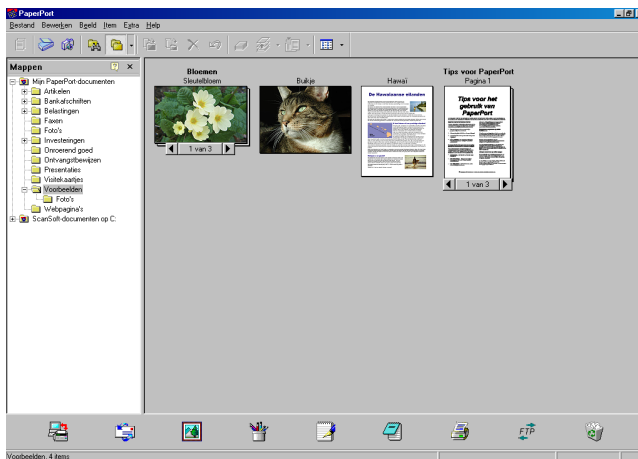 PaperPort
Bestand Bewerken Beeld Item Extra Help
Mappen
Mijn PaperPort-documenten
Artikelen
Bankafschriften
Belastingen
Faxen
Foto's
Investeringen
Onroerend goed
Ontvangstbewijzen
Presentaties
Visitekaartjes
Voorbeelden
Foto's
Webpagina's
ScanSoft-documenten op C:
Bloemen
Sleutelbloem
1 van 3
Buikje
Hawaï
De Hawaïaanse eilanden
Tips voor PaperPort
Pagina 1
Tips voor het
gebruik van
PaperPort
1 van 3
FTP
Voorbeelden, 4 items